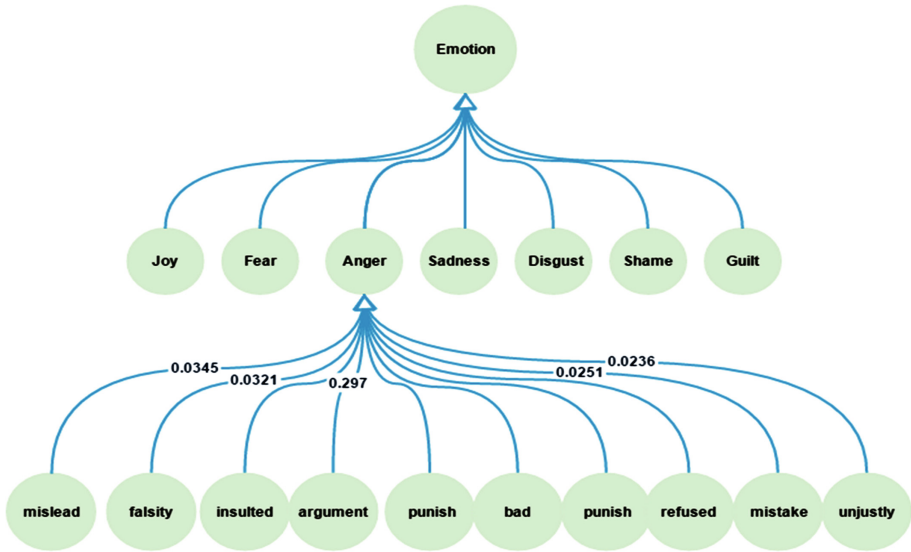 Emotion
Joy Fear Anger Sadness Disgust Shame Guilt
0.0345 0.0321 0.297 0.0251 0.0236
mislead falsity insulted argument punish bad punish refused mistake unjustly